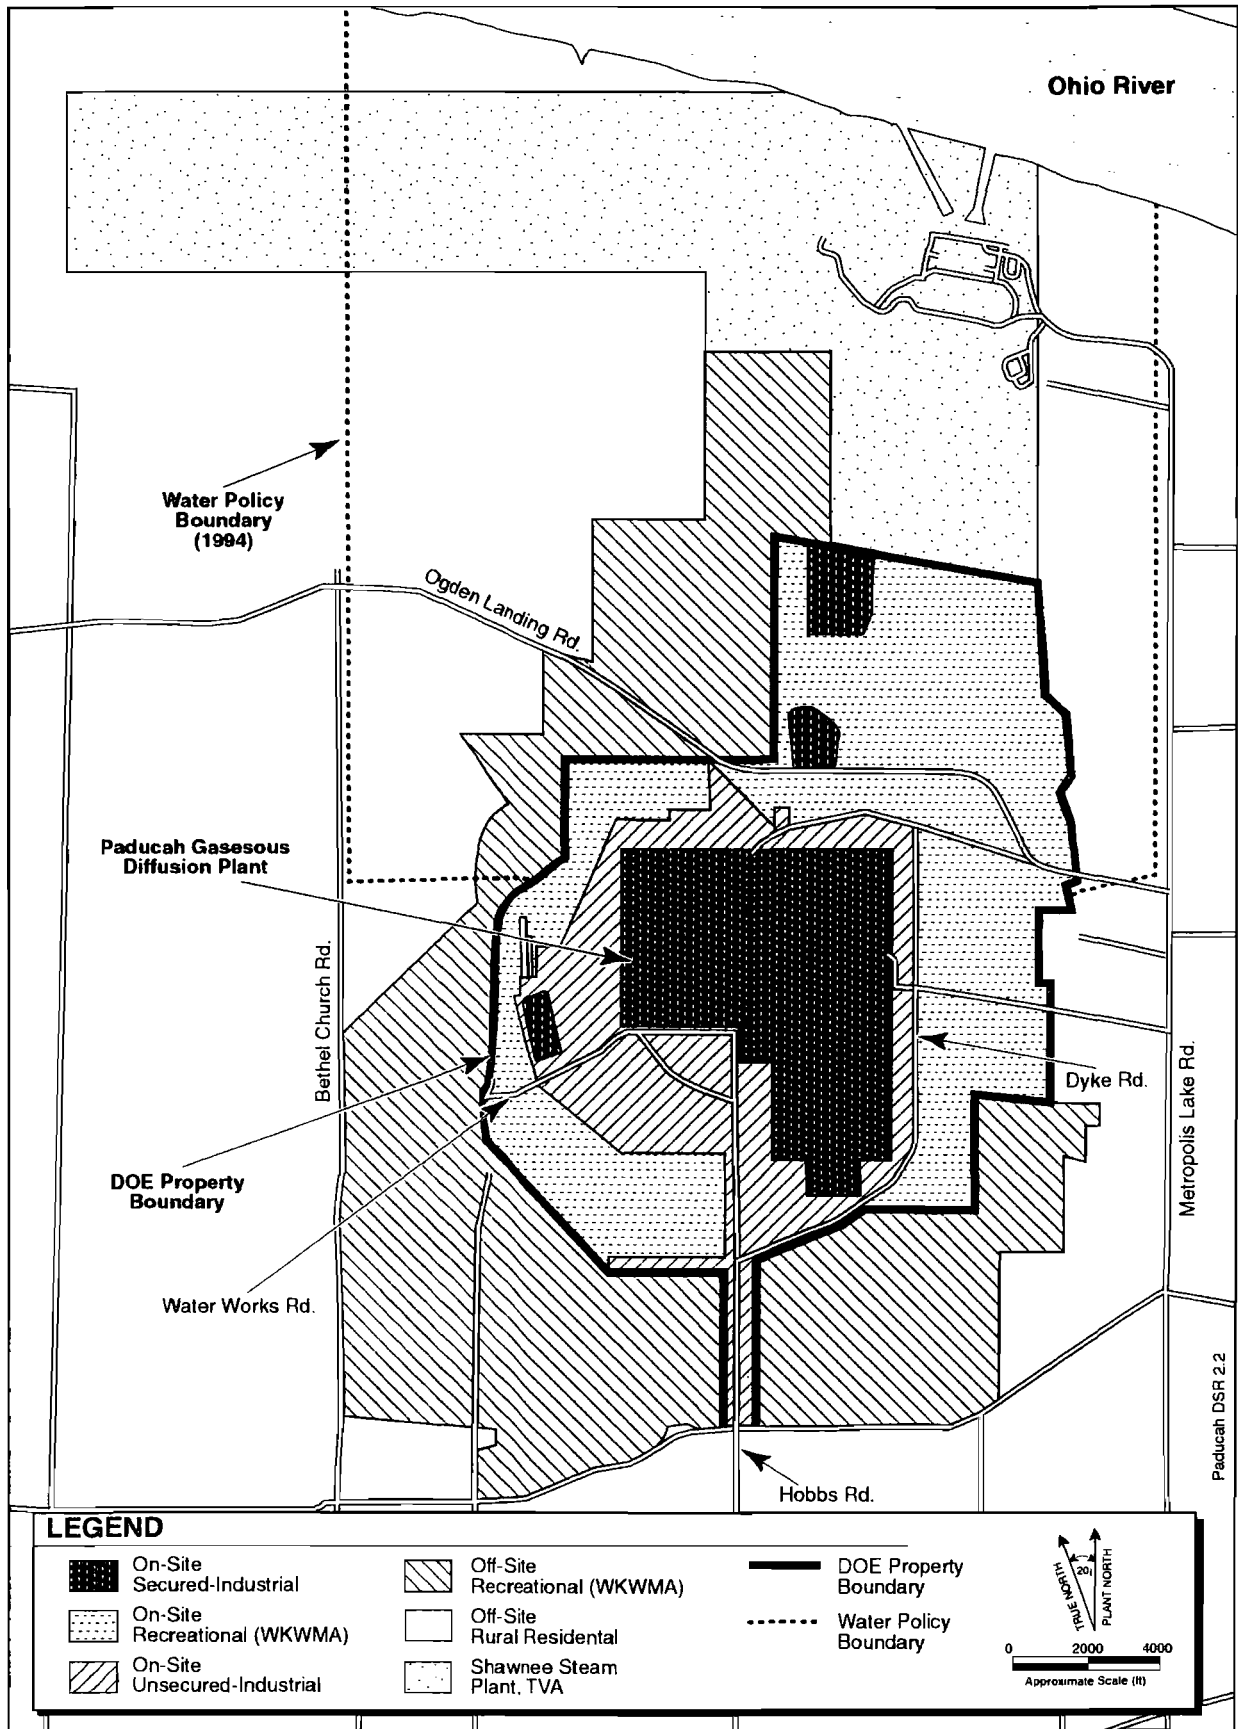 Ohio River
Water Policy
Boundary
(1994)
Ogden Landing Rd.
Paducah Gasesous
Diffusion Plant
Bethel Church Rd.
Dyke Rd.
Metropolis Lake Rd.
DOE Property
Boundary
Water Works Rd.
Hobbs Rd.
Paducah DSR 2.2
LEGEND
On-Site
Secured-Industrial
On-Site
Recreational (WKWMA)
On-Site
Unsecured-Industrial
Off-Site
Recreational (WKWMA)
Off-Site
Rural Residental
Shawnee Steam
Plant, TVA
DOE Property
Boundary
Water Policy
Boundary
TRUE NORTH
20
PLANT NORTH
0 2000 4000
Approximate Scale (ft)